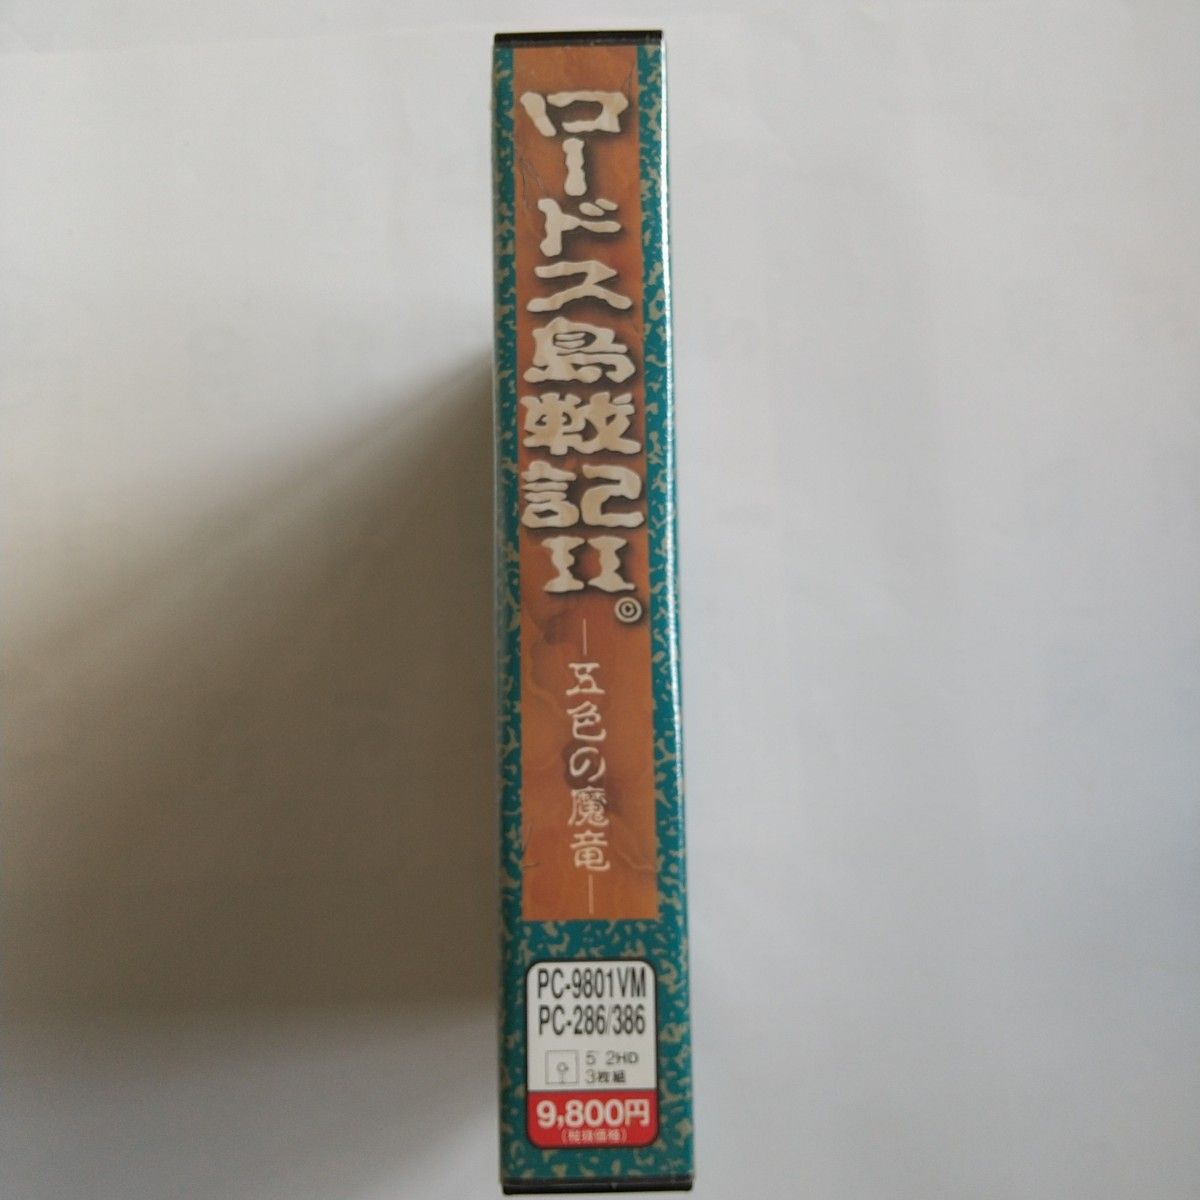 ロードス島戦記II©
―五色の魔竜―
PC-9801VM
PC-286/386
5" 2HD
3枚組
9,800円
(税抜価格)